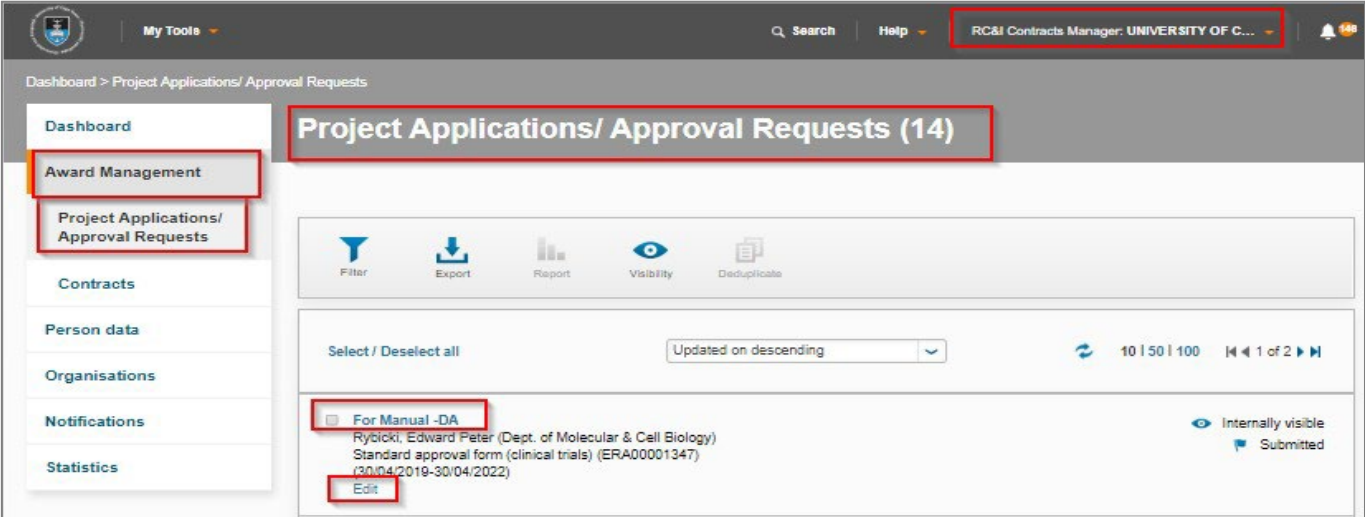 My Tools
Search
Help
RC&I Contracts Manager: UNIVERSITY OF C...
148
Dashboard > Project Applications/ Approval Requests
Dashboard
Project Applications/ Approval Requests (14)
Award Management
Project Applications/
Approval Requests
Contracts
Person data
Organisations
Notifications
Statistics
Filter
Export
Report
Visibility
Deduplicate
Select / Deselect all
Updated on descending
10 | 50 | 100
1 of 2
For Manual -DA
Rybicki, Edward Peter (Dept. of Molecular & Cell Biology)
Standard approval form (clinical trials) (ERA00001347)
(30/04/2019-30/04/2022)
Edit
Internally visible
Submitted